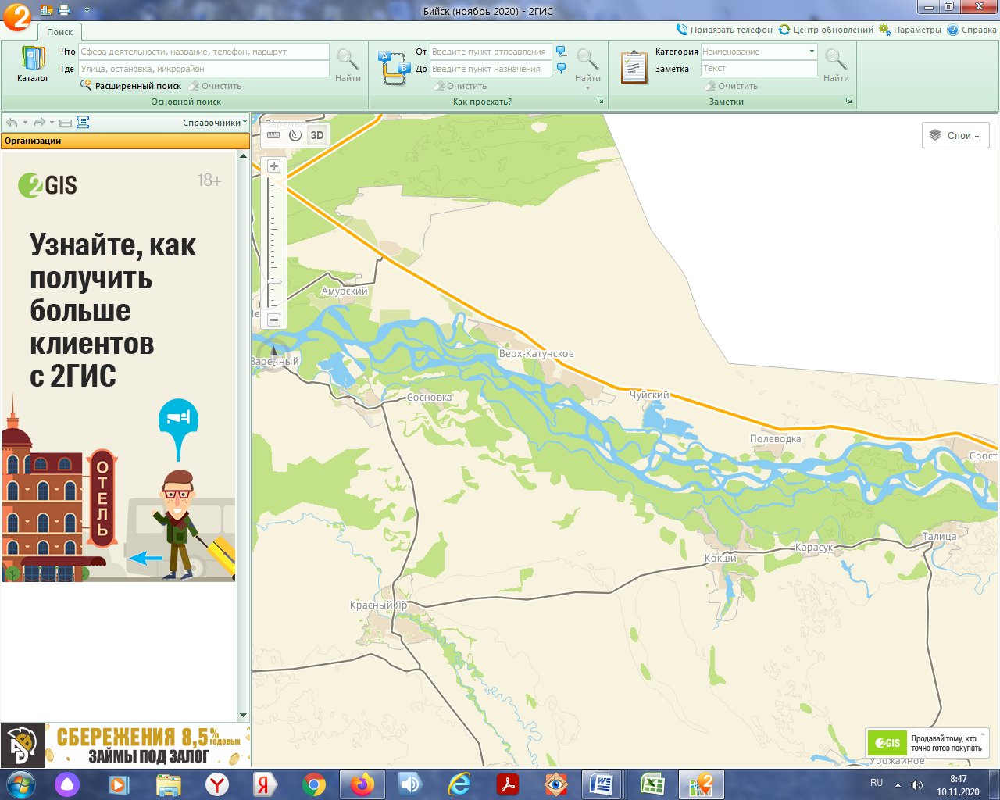 Бийск (ноябрь 2020) - 2ГИС
Поиск
Привязать телефон
Центр обновлений
Параметры
Справка
Каталог
Что
Сфера деятельности, название, телефон, маршрут
Где
Улица, остановка, микрорайон
Найти
Расширенный поиск
Очистить
Основной поиск
От
Введите пункт отправления
До
Введите пункт назначения
Найти
Очистить
Как проехать?
Категория
Наименование
Заметка
Текст
Найти
Очистить
Заметки
Справочники
Организации
2GIS
18+
Узнайте, как
получить
больше
клиентов
с 2ГИС
ОТЕЛЬ
СБЕРЕЖЕНИЯ 8,5% годовых
ЗАЙМЫ ПОД ЗАЛОГ
Заречье
3D
Слои
Амурский
Заречный
Верх-Катунское
Сосновка
Чуйский
Полеводка
Срост
Талица
Карасук
Кокши
Красный Яр
Урожайное
2GIS
Продавай тому, кто
точно готов покупать
RU
8:47
10.11.2020